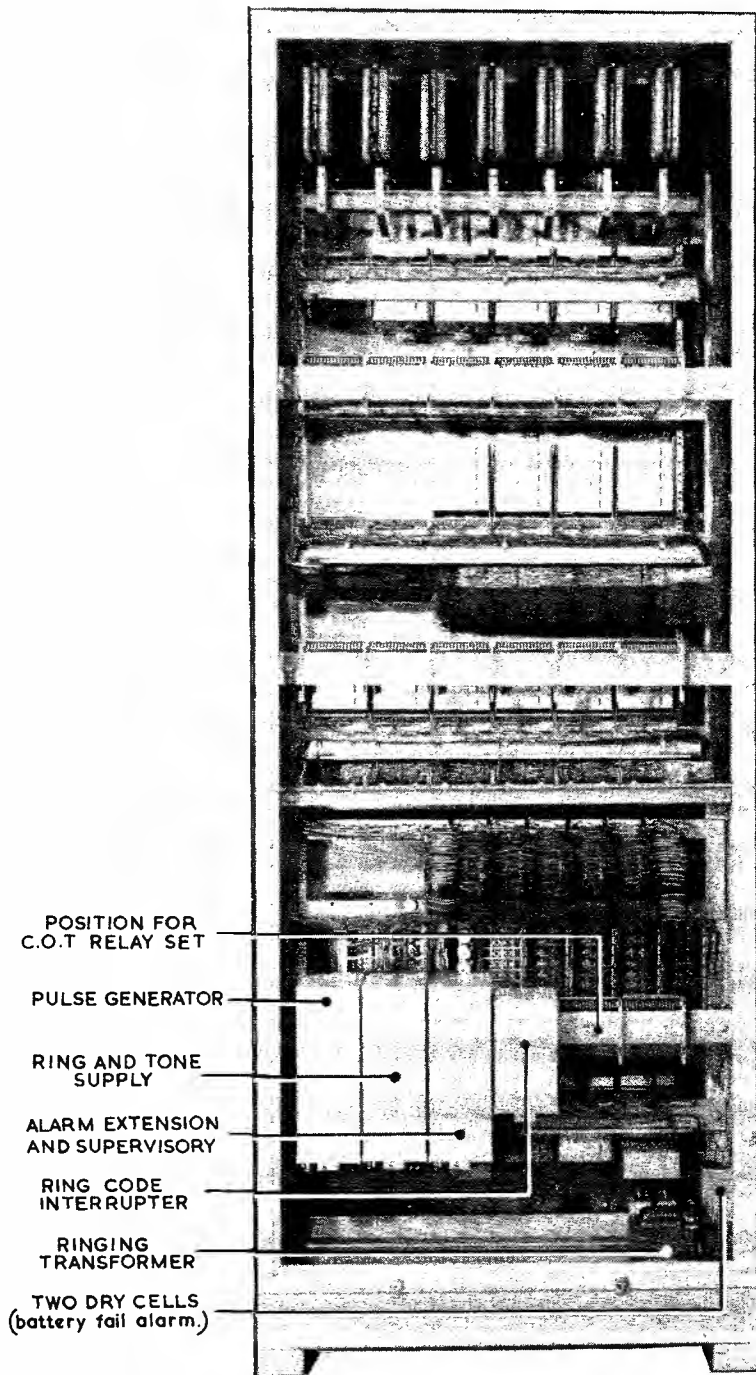 POSITION FOR
C.O.T RELAY SET
PULSE GENERATOR
RING AND TONE
SUPPLY
ALARM EXTENSION
AND SUPERVISORY
RING CODE
INTERRUPTER
RINGING
TRANSFORMER
TWO DRY CELLS
(battery fail alarm.)